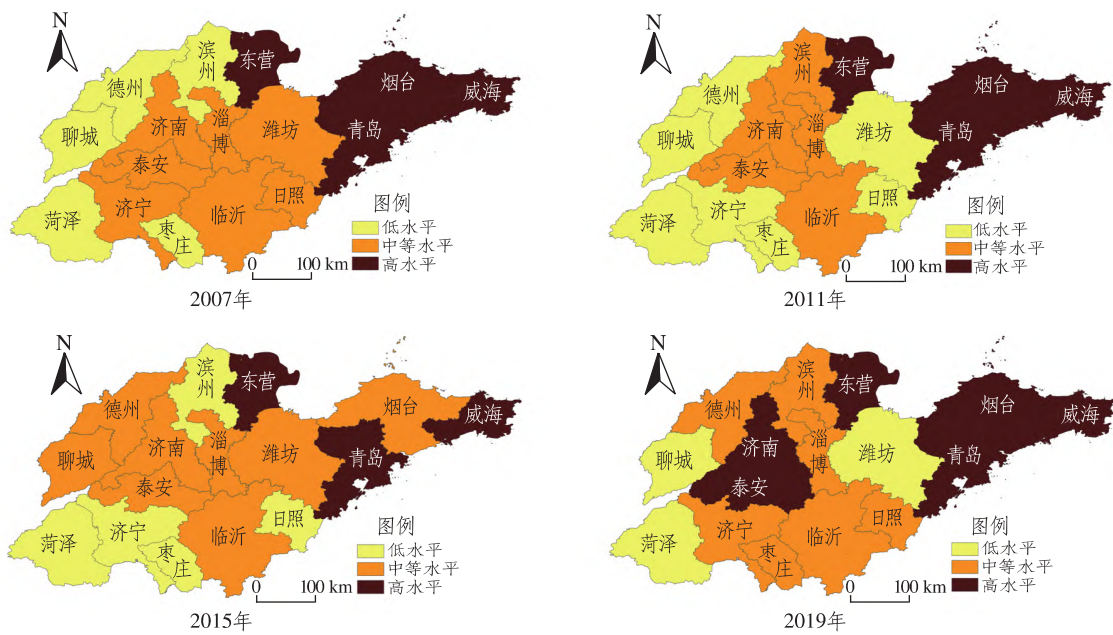 N
滨州
东营
烟台
威海
德州
聊城
济南
淄博
潍坊
青岛
泰安
菏泽
济宁
临沂
日照
枣庄
图例
低水平
中等水平
高水平
0 100 km
2007年
N
滨州
东营
烟台
威海
德州
聊城
济南
淄博
潍坊
青岛
泰安
菏泽
济宁
临沂
日照
枣庄
图例
低水平
中等水平
高水平
0 100 km
2011年
N
滨州
东营
烟台
威海
德州
聊城
济南
淄博
潍坊
青岛
泰安
菏泽
济宁
临沂
日照
枣庄
图例
低水平
中等水平
高水平
0 100 km
2015年
N
滨州
东营
烟台
威海
德州
聊城
济南
淄博
潍坊
青岛
泰安
菏泽
济宁
临沂
日照
枣庄
图例
低水平
中等水平
高水平
0 100 km
2019年